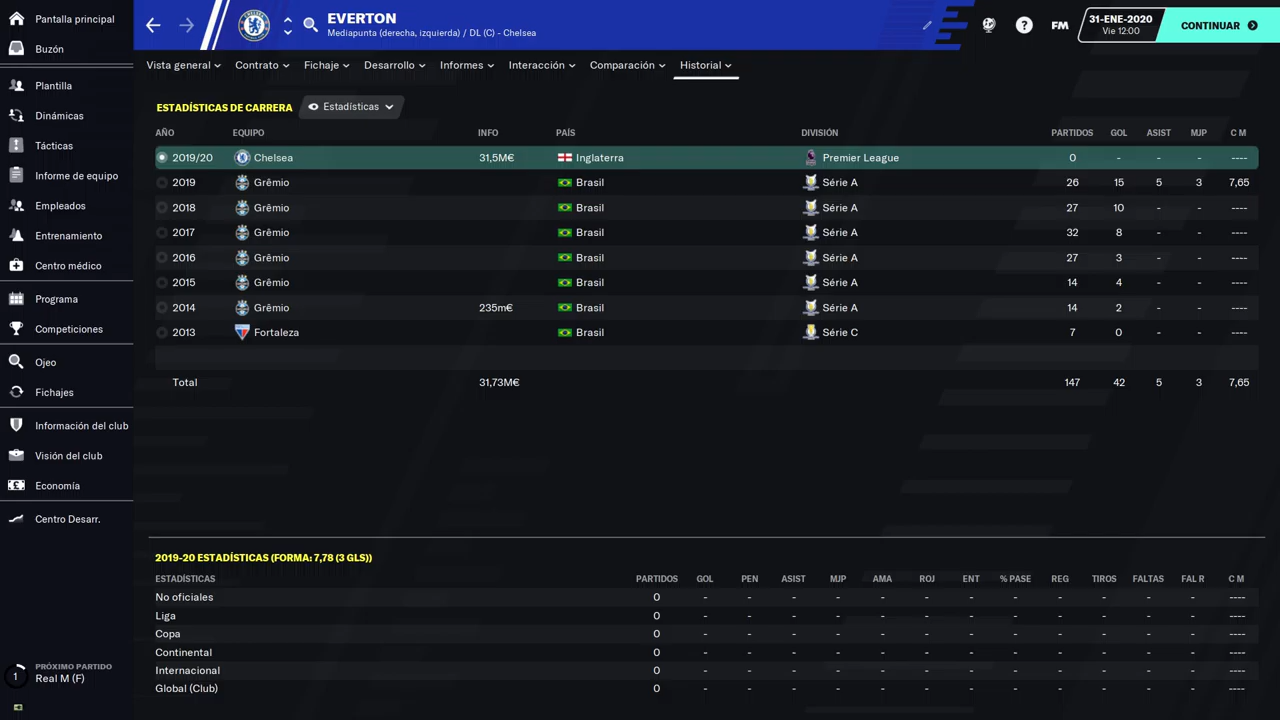 Pantalla principal
Buzón
Plantilla
Dinámicas
Tácticas
Informe de equipo
Empleados
Entrenamiento
Centro médico
Programa
Competiciones
Ojeo
Fichajes
Información del club
Visión del club
Economía
Centro Desarr.
1 PRÓXIMO PARTIDO
Real M (F)
EVERTON
Mediapunta (derecha, izquierda) / DL (C) - Chelsea
FM
31-ENE-2020
Vie 12:00
CONTINUAR
Vista general Contrato Fichaje Desarrollo Informes Interacción Comparación Historial
ESTADÍSTICAS DE CARRERA Estadísticas
AÑO EQUIPO INFO PAÍS DIVISIÓN PARTIDOS GOL ASIST MJP C M
2019/20 Chelsea 31,5M€ Inglaterra Premier League 0 - - - ----
2019 Grêmio Brasil Série A 26 15 5 3 7,65
2018 Grêmio Brasil Série A 27 10 - - ----
2017 Grêmio Brasil Série A 32 8 - - ----
2016 Grêmio Brasil Série A 27 3 - - ----
2015 Grêmio Brasil Série A 14 4 - - ----
2014 Grêmio 235m€ Brasil Série A 14 2 - - ----
2013 Fortaleza Brasil Série C 7 0 - - ----
Total 31,73M€ 147 42 5 3 7,65
2019-20 ESTADÍSTICAS (FORMA: 7,78 (3 GLS))
ESTADÍSTICAS PARTIDOS GOL PEN ASIST MJP AMA ROJ ENT % PASE REG TIROS FALTAS FAL R C M
No oficiales 0 - - - - - - - - - - - - ----
Liga 0 - - - - - - - - - - - - ----
Copa 0 - - - - - - - - - - - - ----
Continental 0 - - - - - - - - - - - - ----
Internacional 0 - - - - - - - - - - - - ----
Global (Club) 0 - - - - - - - - - - - - ----